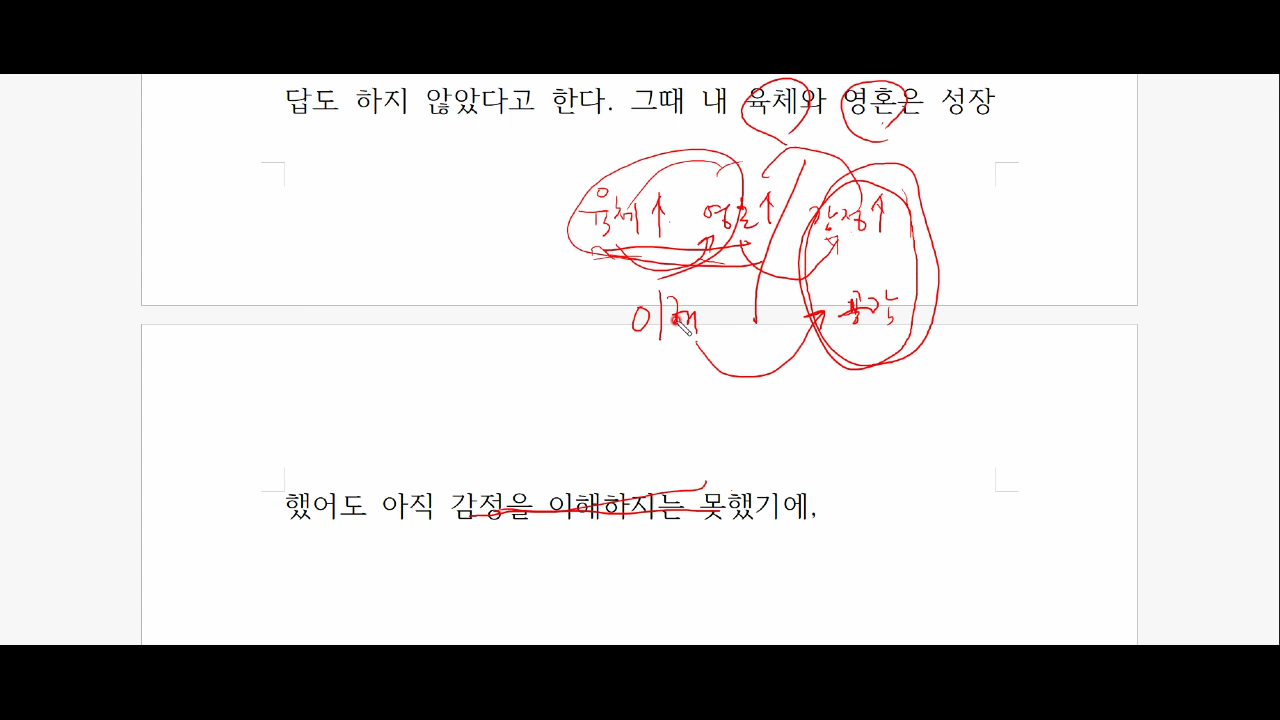 답도 하지 않았다고 한다. 그때 내 육체와 영혼은 성장
육체↑ 영혼↑ 감정↑
이해 → 공감
했어도 아직 감정을 이해하지는 못했기에,